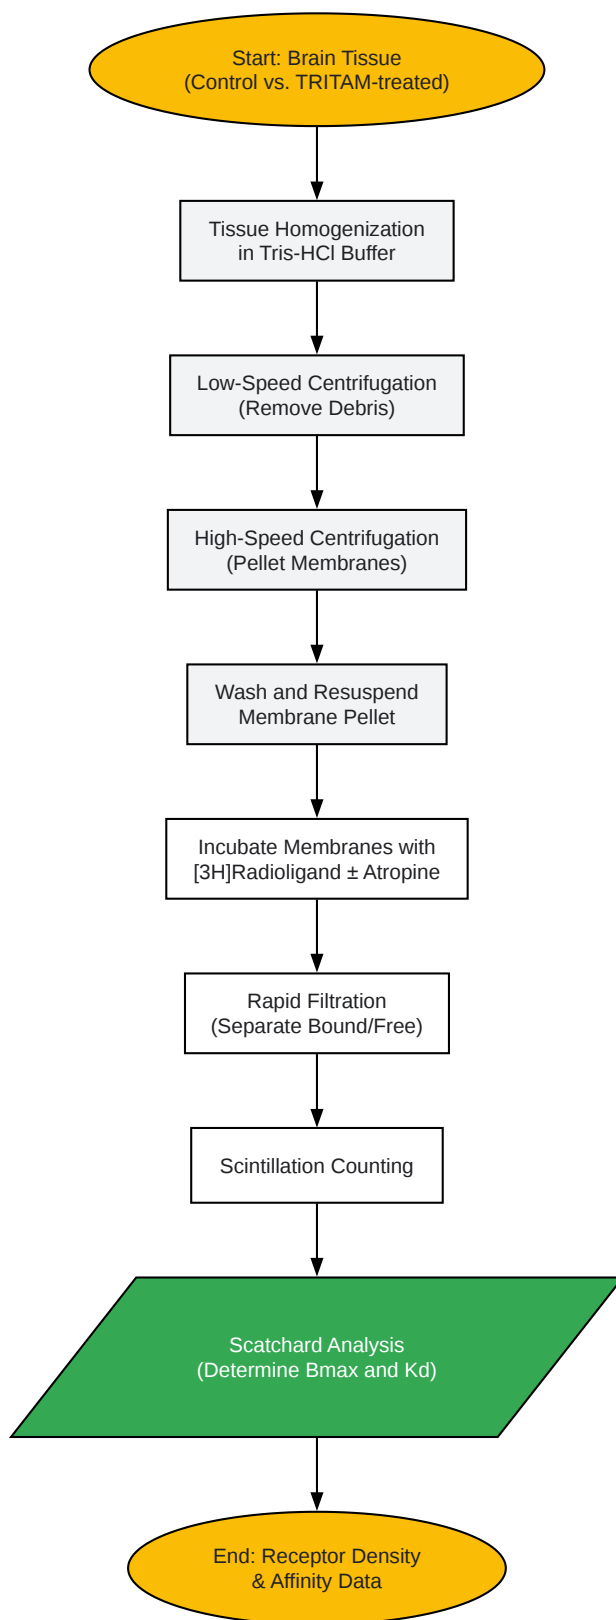 Start: Brain Tissue
(Control vs. TRITAM-treated)
Tissue Homogenization
in Tris-HCl Buffer
Low-Speed Centrifugation
(Remove Debris)
High-Speed Centrifugation
(Pellet Membranes)
Wash and Resuspend
Membrane Pellet
Incubate Membranes with
[3H]Radioligand ± Atropine
Rapid Filtration
(Separate Bound/Free)
Scintillation Counting
Scatchard Analysis
(Determine Bmax and Kd)
End: Receptor Density
& Affinity Data